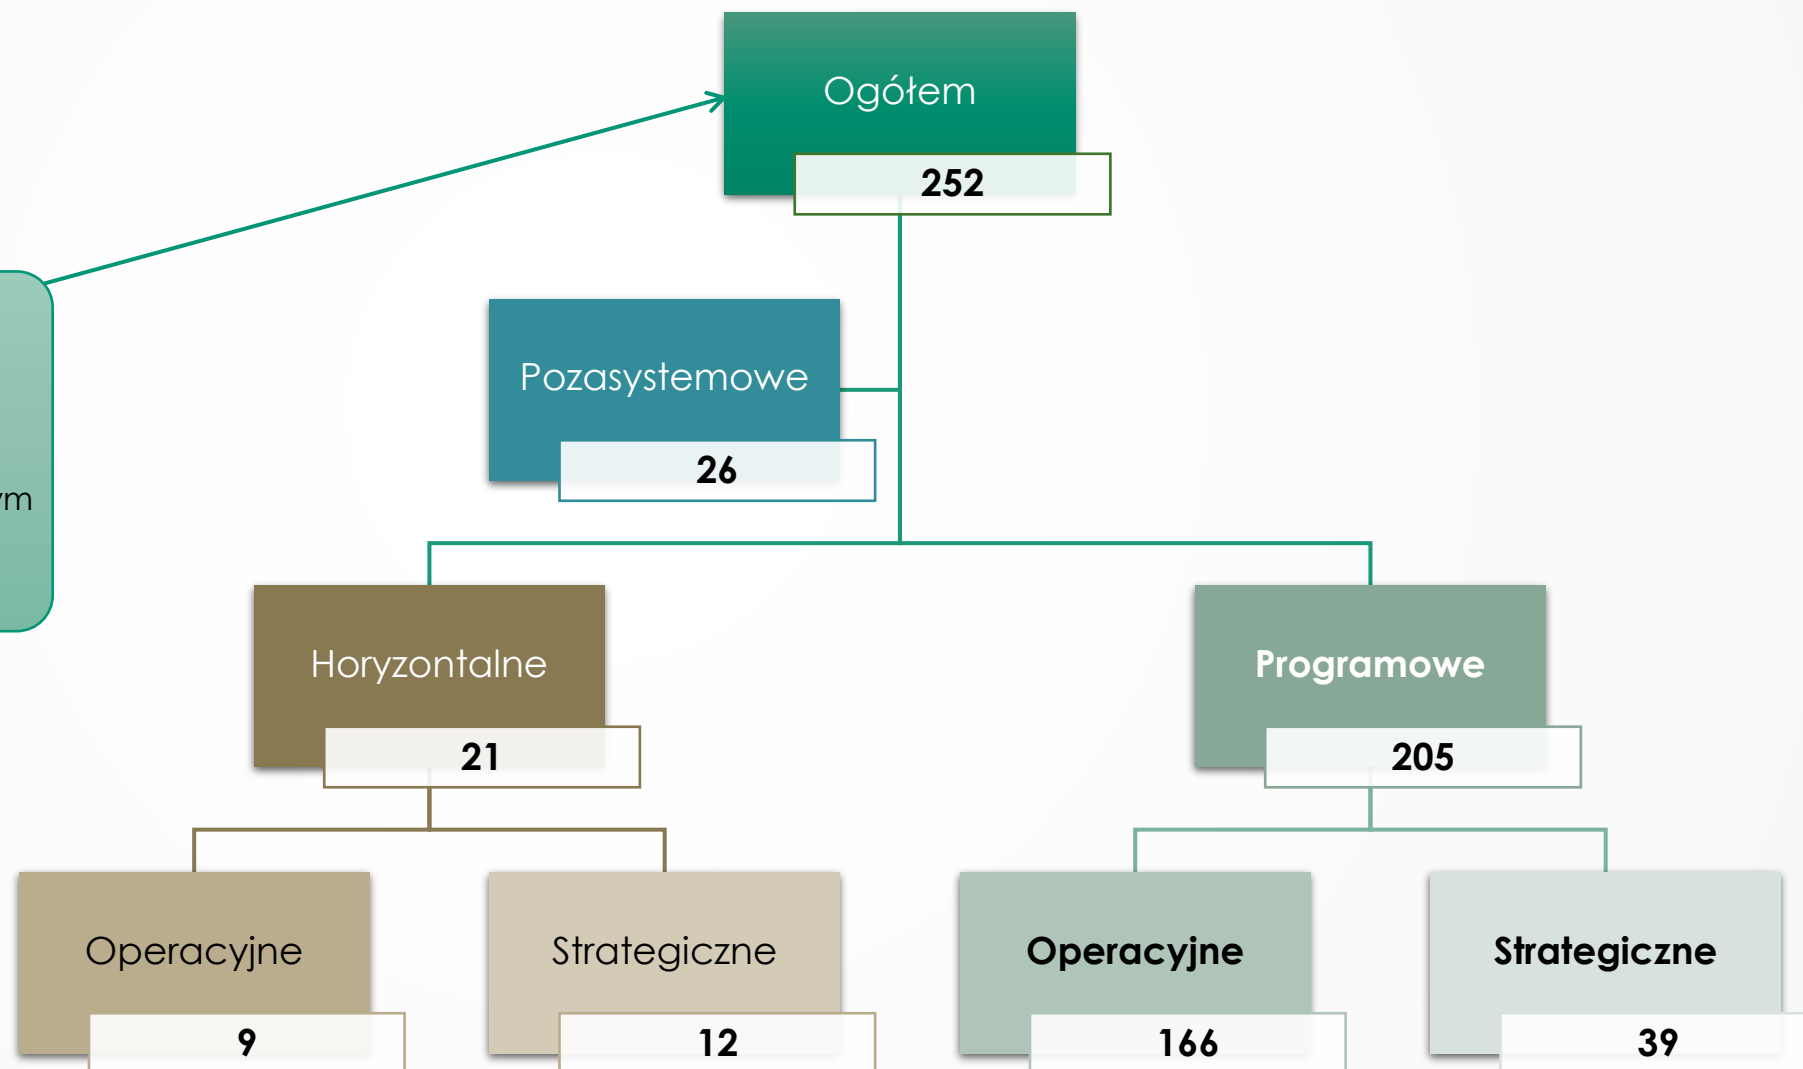 Ogółem
252
Pozasystemowe
26
Horyzontalne
21
Programowe
205
Operacyjne
9
Strategiczne
12
Operacyjne
166
Strategiczne
39